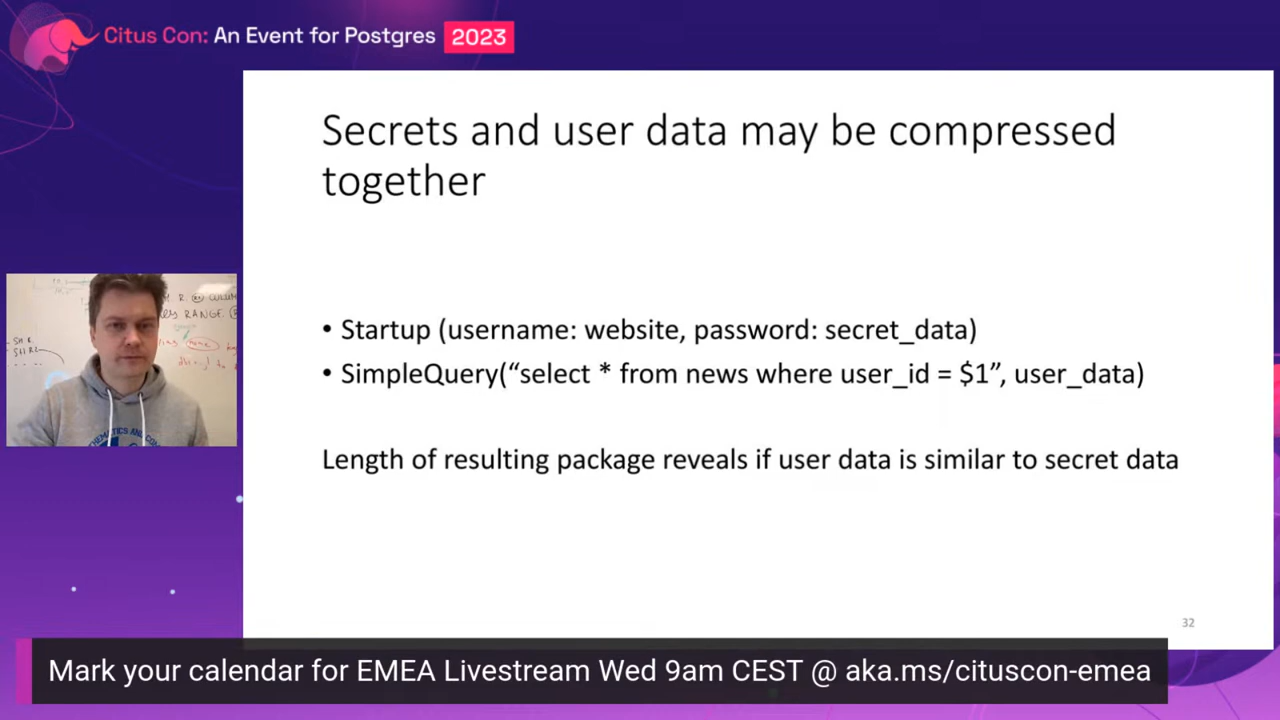 Citus Con: An Event for Postgres 2023
Secrets and user data may be compressed
together
• Startup (username: website, password: secret_data)
• SimpleQuery(“select * from news where user_id = $1”, user_data)
Length of resulting package reveals if user data is similar to secret data
32
RANGE.
Mark your calendar for EMEA Livestream Wed 9am CEST @ aka.ms/cituscon-emea